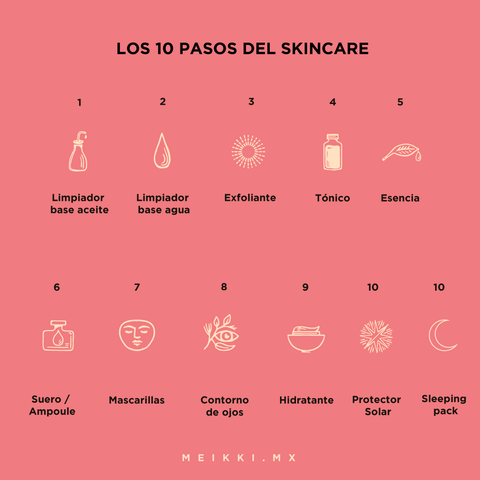 LOS 10 PASOS DEL SKINCARE
1 2 3 4 5
Limpiador
base aceite
Limpiador
base agua
Exfoliante
Tónico
Esencia
6 7 8 9 10 10
Suero /
Ampoule
Mascarillas
Contorno
de ojos
Hidratante
Protector
Solar
Sleeping
pack
MEIKKI.MX